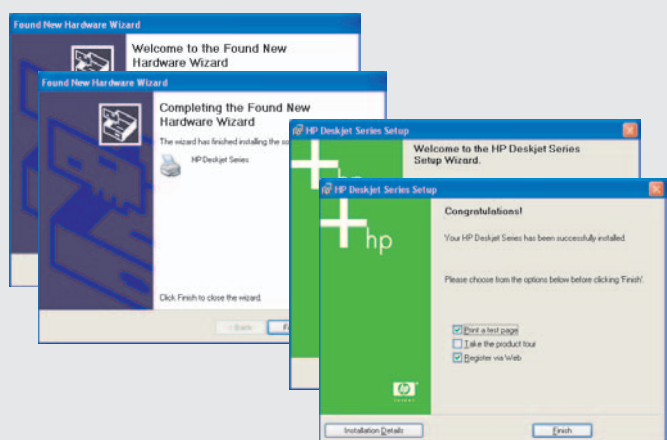 Found New Hardware Wizard
Welcome to the Found New
Hardware Wizard
Found New Hardware Wizard
Completing the Found New
Hardware Wizard
The wizard has finished installing the
HP Deskjet Series
Click Finish to close the wizard.
< Back
HP Deskjet Series Setup
Welcome to the HP Deskjet Series
Setup Wizard.
HP Deskjet Series Setup
hp
Congratulations!
Your HP Deskjet Series has been successfully installed.
Please choose from the options below before clicking 'Finish'.
Print a test page
Take the product tour
Register via Web
hp
Installation Details
Finish